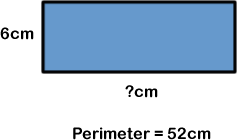 6cm
?cm
Perimeter = 52cm